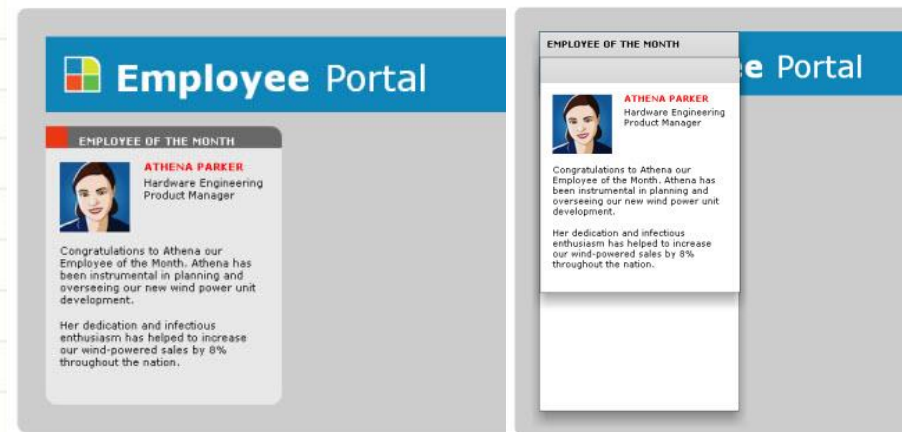 Employee Portal
EMPLOYEE OF THE MONTH
ATHENA PARKER
Hardware Engineering
Product Manager
Congratulations to Athena our
Employee of the Month. Athena has
been instrumental in planning and
overseeing our new wind power unit
development.
Her dedication and infectious
enthusiasm has helped to increase
our wind-powered sales by 8%
throughout the nation.
e Portal
EMPLOYEE OF THE MONTH
ATHENA PARKER
Hardware Engineering
Product Manager
Congratulations to Athena our
Employee of the Month. Athena has
been instrumental in planning and
overseeing our new wind power unit
development.
Her dedication and infectious
enthusiasm has helped to increase
our wind-powered sales by 8%
throughout the nation.